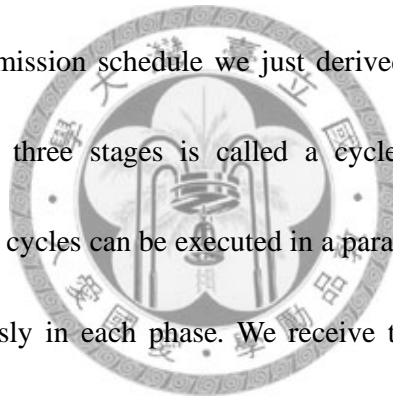 mission schedule we just derived
three stages is called a cycle
cycles can be executed in a para
sly in each phase. We receive t